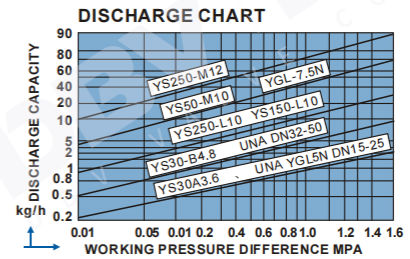 DISCHARGE CHART
DISCHARGE CAPACITY
kg/h
90
80
60
40
20
10
5
2
0.8
0.5
0.2
YS250-M12
YGL-7.5N
YS50-M10
YS250-L10 YS150-L10
YS30-B4.8 UNA DN32-50
YS30A3.6 、 UNA YGL5N DN15-25
0.01 0.05 0.01 0.2 0.4 0.6 0.8 1.0 1.2 1.4 1.6
WORKING PRESSURE DIFFERENCE MPA